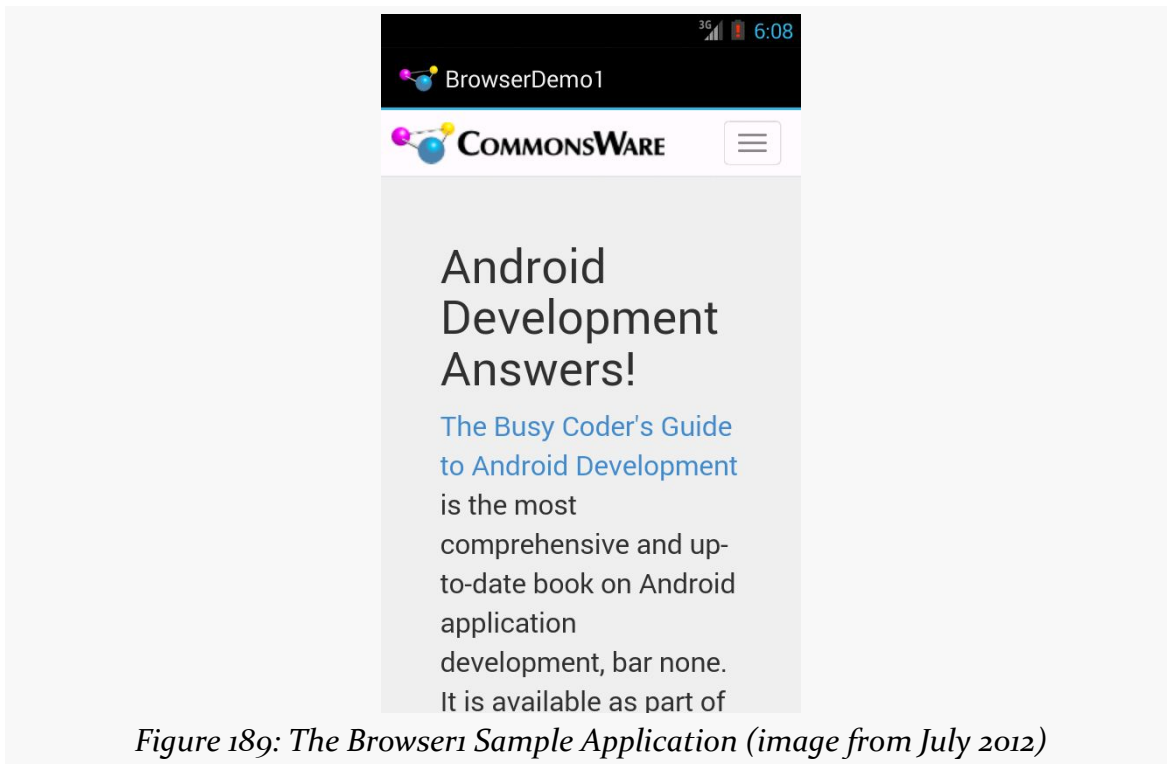 3G 6:08
BrowserDemo1
COMMONSWARE
Android
Development
Answers!
The Busy Coder's Guide
to Android Development
is the most
comprehensive and up-
to-date book on Android
application
development, bar none.
It is available as part of
Figure 189: The Browser1 Sample Application (image from July 2012)